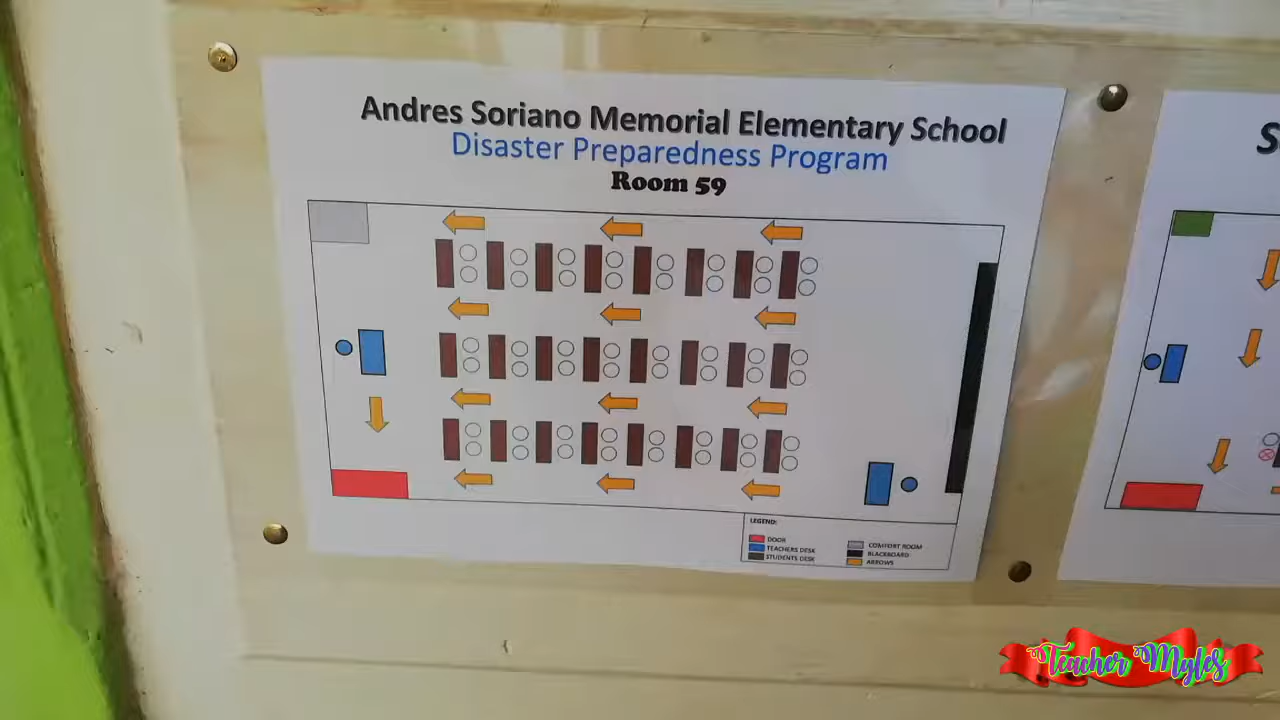 Andres Soriano Memorial Elementary School
Disaster Preparedness Program
Room 59
LEGEND:
DOOR
TEACHERS DESK
STUDENTS DESK
COMFORT ROOM
BLACKBOARD
ARROWS
S
Teacher Myles